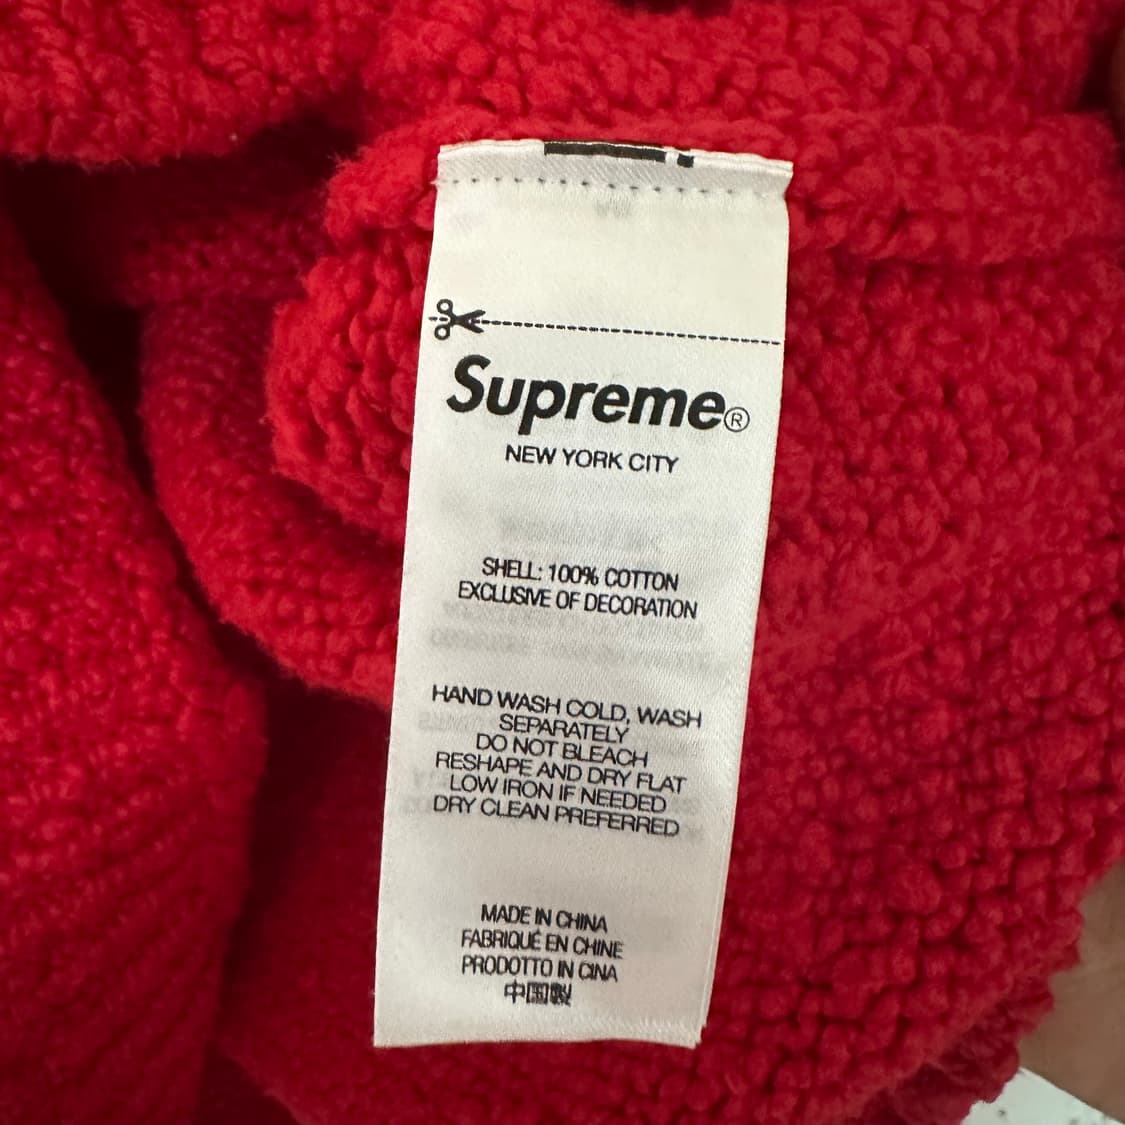 Supreme®
NEW YORK CITY
SHELL: 100% COTTON
EXCLUSIVE OF DECORATION
HAND WASH COLD, WASH
SEPARATELY
DO NOT BLEACH
RESHAPE AND DRY FLAT
LOW IRON IF NEEDED
DRY CLEAN PREFERRED
MADE IN CHINA
FABRIQUÉ EN CHINE
PRODOTTO IN CINA
中国製